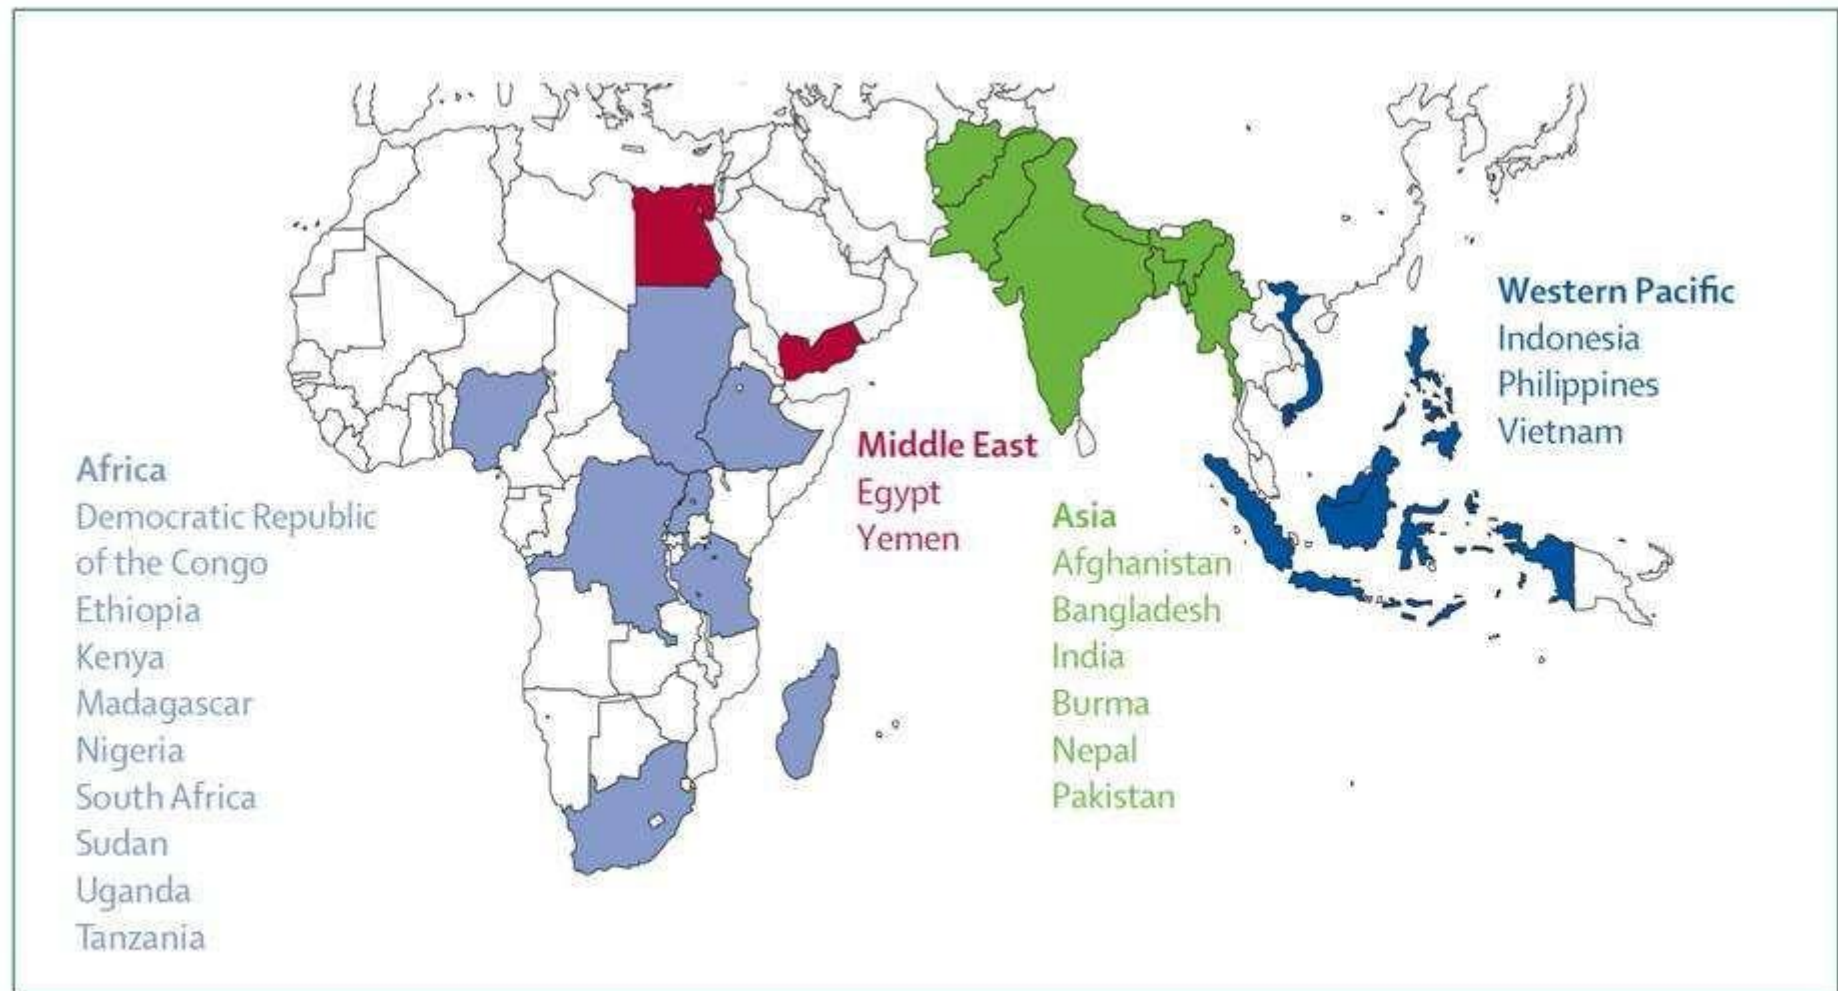 Africa
Democratic Republic
of the Congo
Ethiopia
Kenya
Madagascar
Nigeria
South Africa
Sudan
Uganda
Tanzania
Middle East
Egypt
Yemen
Asia
Afghanistan
Bangladesh
India
Burma
Nepal
Pakistan
Western Pacific
Indonesia
Philippines
Vietnam